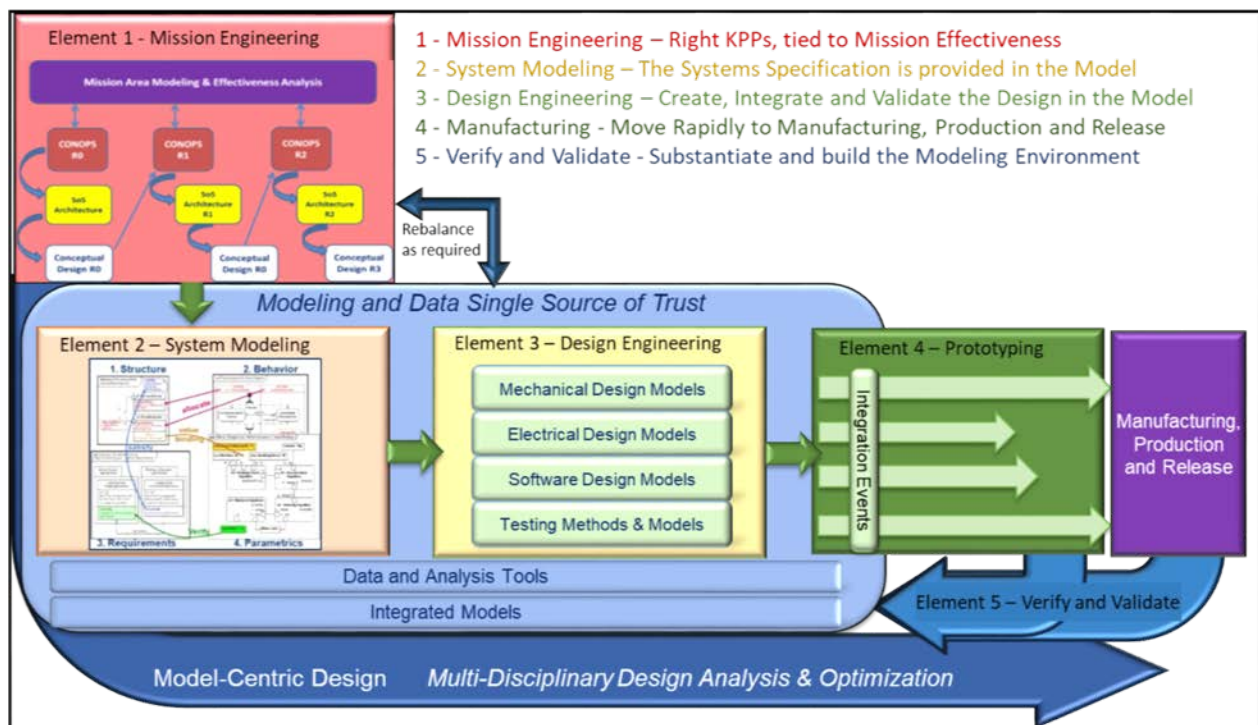 Element 1 - Mission Engineering
Mission Area Modeling & Effectiveness Analysis
CONOPS
R0
CONOPS
R1
CONOPS
R2
SoS
Architecture
SoS
Architecture
R1
SoS
Architecture
R2
Conceptual
Design R0
Conceptual
Design R0
Conceptual
Design R3
1 - Mission Engineering – Right KPPs, tied to Mission Effectiveness
2 - System Modeling – The Systems Specification is provided in the Model
3 - Design Engineering – Create, Integrate and Validate the Design in the Model
4 - Manufacturing - Move Rapidly to Manufacturing, Production and Release
5 - Verify and Validate - Substantiate and build the Modeling Environment
Rebalance
as required
Modeling and Data Single Source of Trust
Element 2 – System Modeling
1. Structure
2. Behavior
allocate
satisfy
value
binding
Verify
3. Requirements
4. Parametrics
Element 3 – Design Engineering
Mechanical Design Models
Electrical Design Models
Software Design Models
Testing Methods & Models
Element 4 – Prototyping
Integration Events
Manufacturing,
Production
and Release
Data and Analysis Tools
Integrated Models
Element 5 – Verify and Validate
Model-Centric Design
Multi-Disciplinary Design Analysis & Optimization